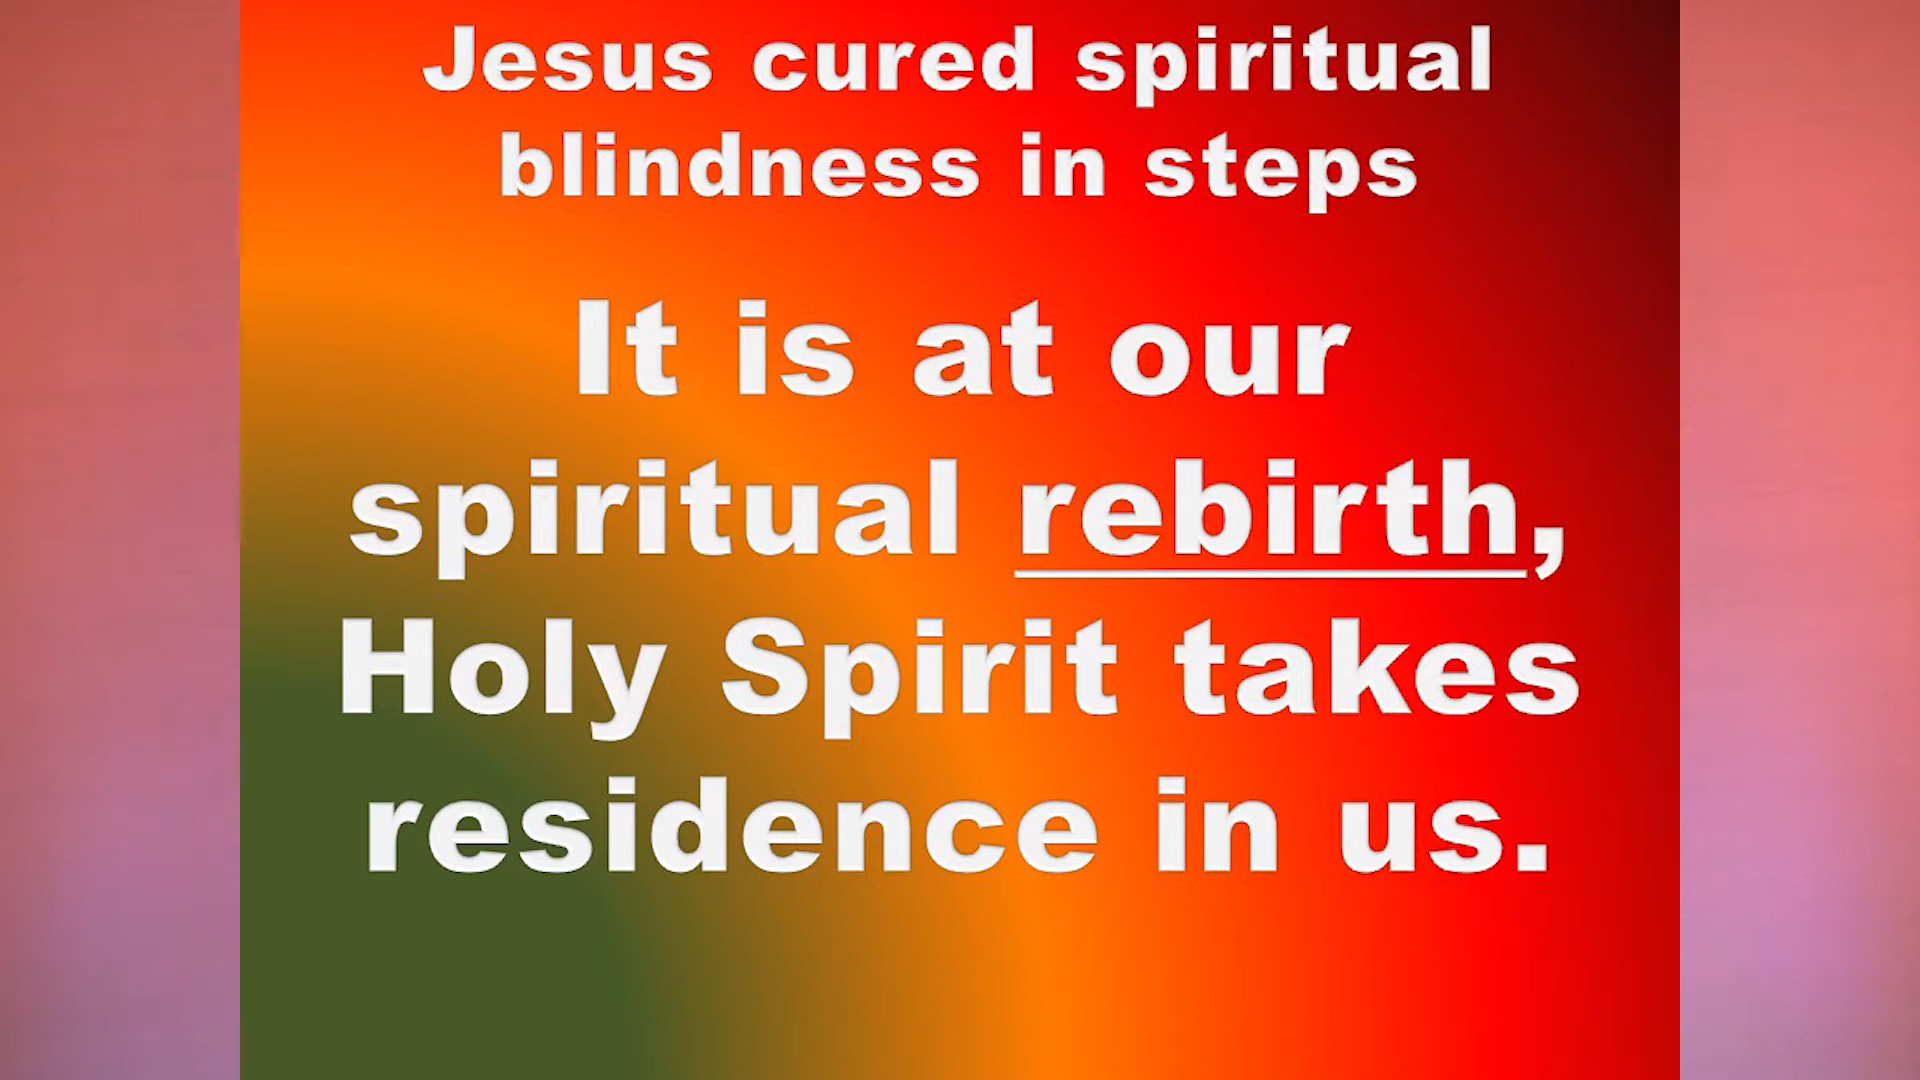 Jesus cured spiritual
blindness in steps
It is at our
spiritual rebirth,
Holy Spirit takes
residence in us.